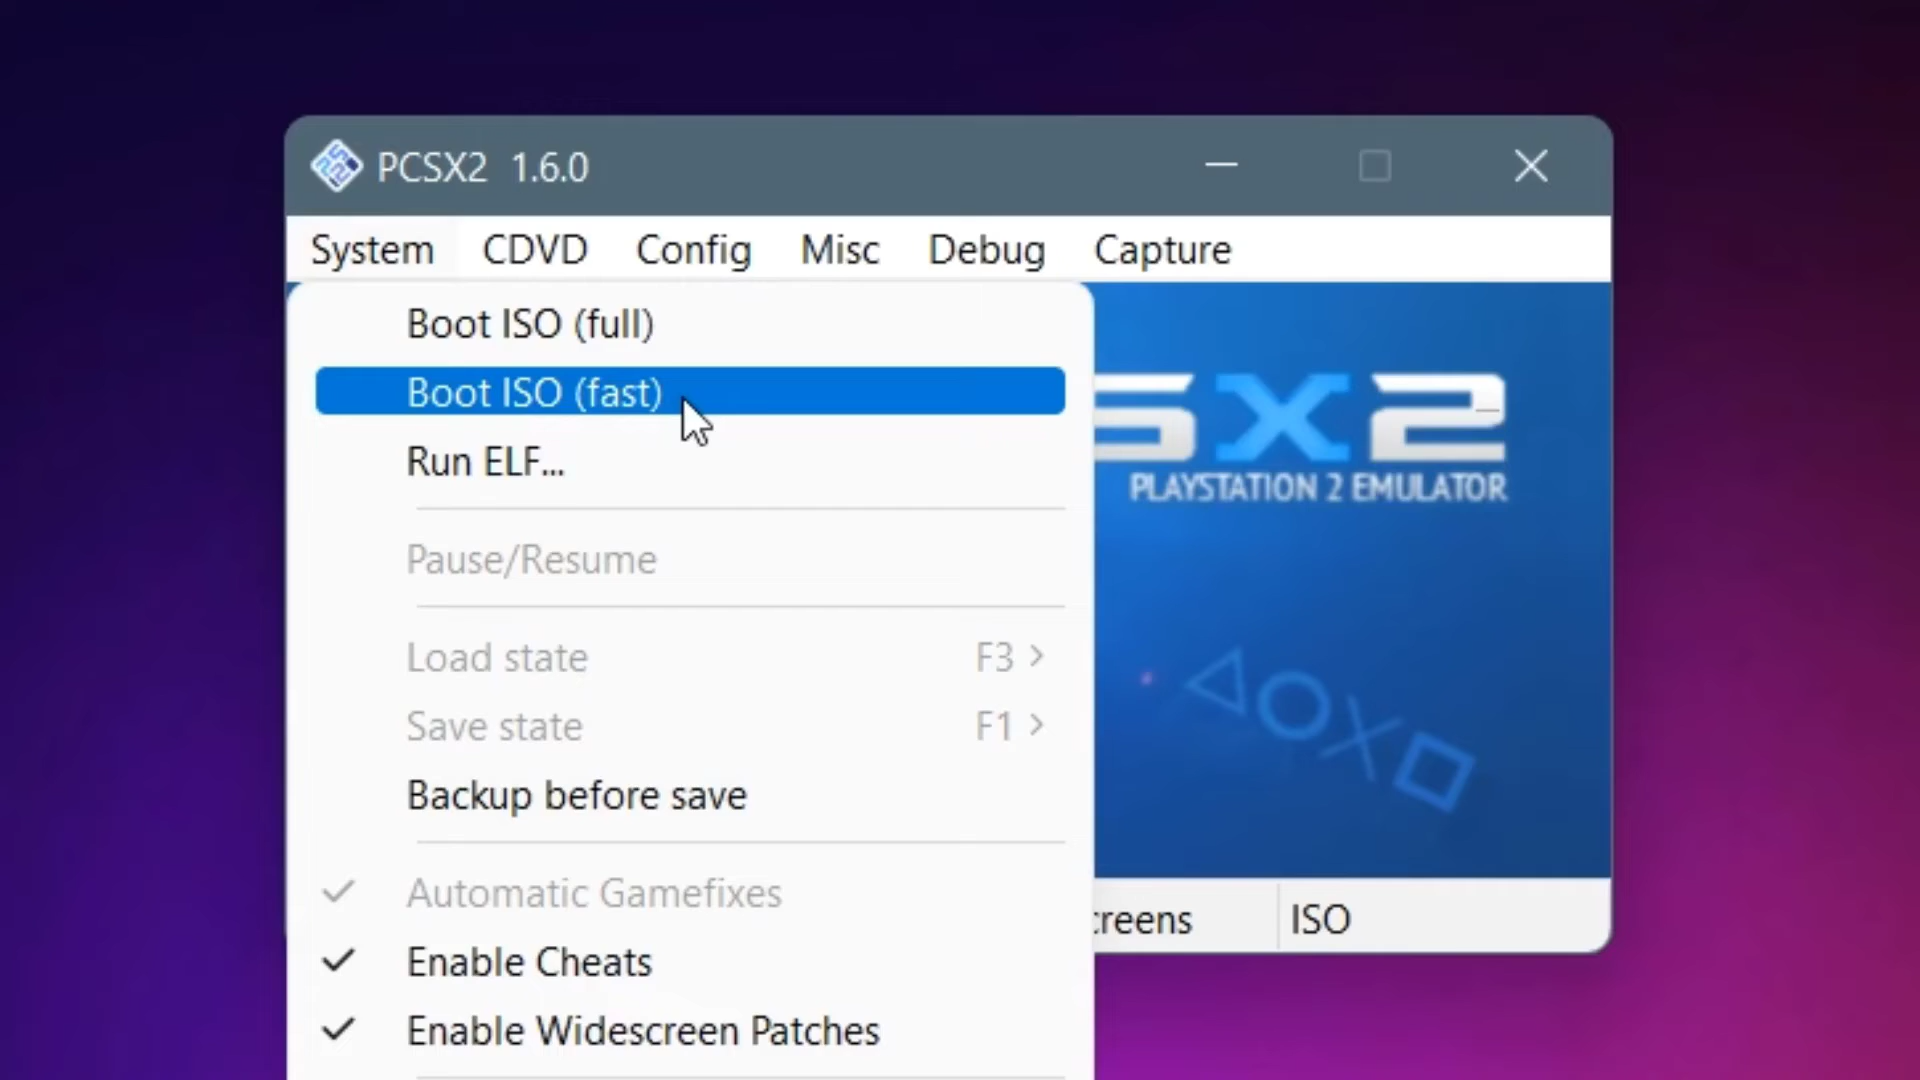 PCSX2 1.6.0
System CDVD Config Misc Debug Capture
Boot ISO (full)
Boot ISO (fast)
Run ELF...
Pause/Resume
Load state F3 >
Save state F1 >
Backup before save
Automatic Gamefixes
Enable Cheats
Enable Widescreen Patches
SX2
PLAYSTATION 2 EMULATOR
creens ISO